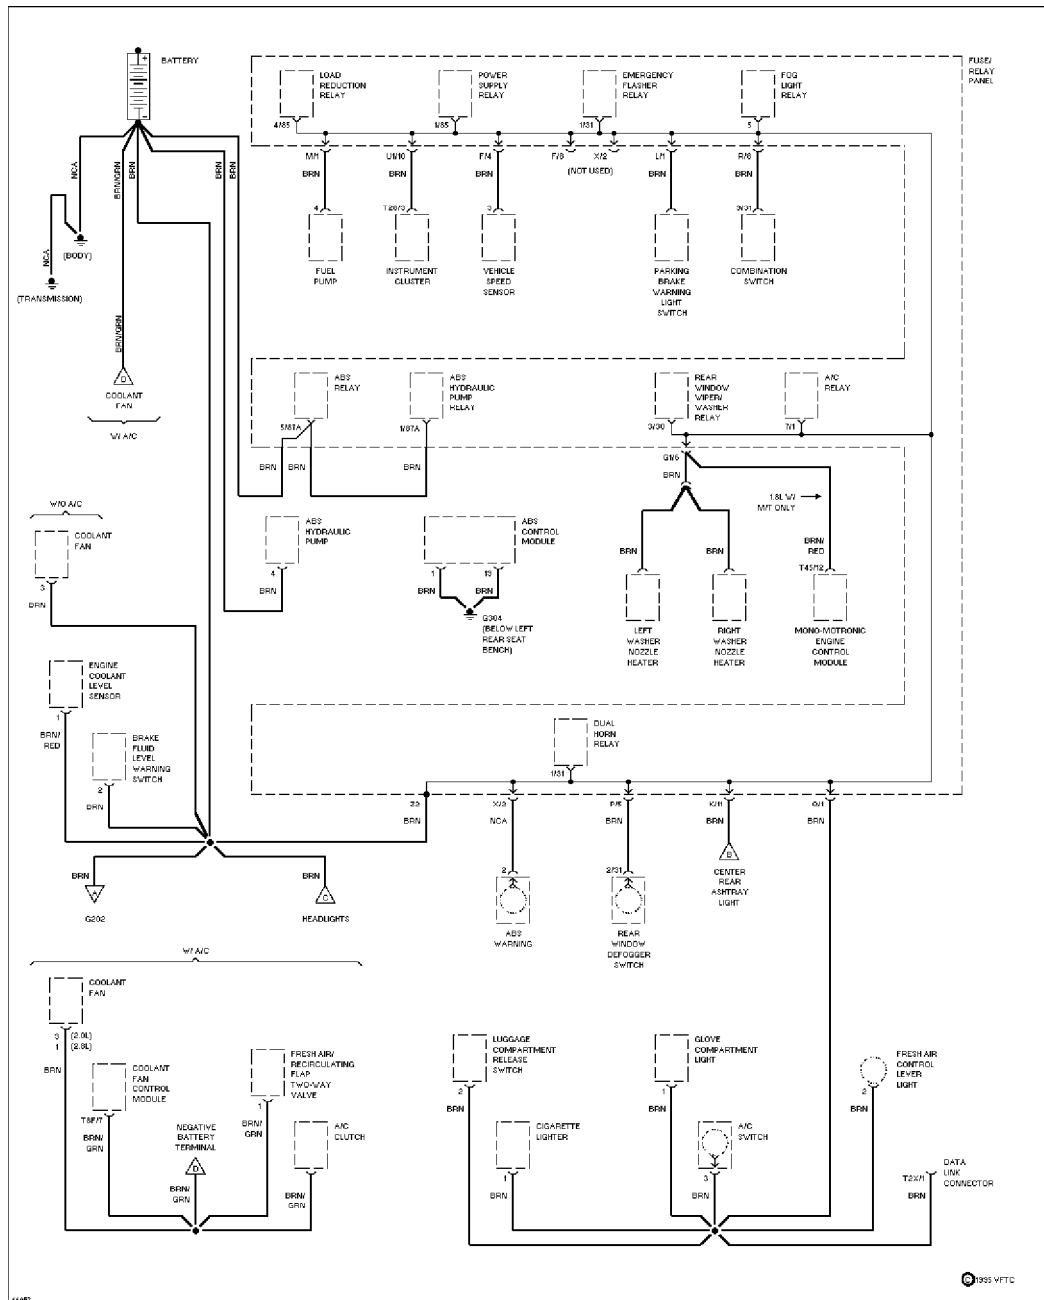 BATTERY
FUSE/
RELAY
PANEL
LOAD
REDUCTION
RELAY
POWER
SUPPLY
RELAY
EMERGENCY
FLASHER
RELAY
FOG
LIGHT
RELAY
4/85
1/85
1/31
5
M/1
U1/10
F/4
F/8
X/2
L/1
R/6
(NOT USED)
BRN
BRN
BRN
BRN
BRN
4
T28/3
3
3/31
FUEL
PUMP
INSTRUMENT
CLUSTER
VEHICLE
SPEED
SENSOR
PARKING
BRAKE
WARNING
LIGHT
SWITCH
COMBINATION
SWITCH
NCA
BRN/GRN
BRN
BRN
BRN
NCA
(BODY)
(TRANSMISSION)
BRN/GRN
D
COOLANT
FAN
W/ A/C
ABS
RELAY
ABS
HYDRAULIC
PUMP
RELAY
REAR
WINDOW
WIPER/
WASHER
RELAY
A/C
RELAY
5/87A
1/87A
3/30
7/1
BRN
BRN
BRN
G1/6
BRN
1.8L W/
M/T ONLY
W/O A/C
COOLANT
FAN
3
BRN
ABS
HYDRAULIC
PUMP
4
BRN
ABS
CONTROL
MODULE
1
19
BRN
BRN
G304
(BELOW LEFT
REAR SEAT
BENCH)
BRN
BRN
BRN/
RED
T45/12
LEFT
WASHER
NOZZLE
HEATER
RIGHT
WASHER
NOZZLE
HEATER
MONO-MOTRONIC
ENGINE
CONTROL
MODULE
ENGINE
COOLANT
LEVEL
SENSOR
1
BRN/
RED
BRAKE
FLUID
LEVEL
WARNING
SWITCH
2
BRN
DUAL
HORN
RELAY
1/31
Z2
X/3
P/5
K/11
Q/1
BRN
NCA
BRN
BRN
BRN
BRN
A
G202
BRN
C
HEADLIGHTS
2
ABS
WARNING
2/31
REAR
WINDOW
DEFOGGER
SWITCH
B
CENTER
REAR
ASHTRAY
LIGHT
W/ A/C
COOLANT
FAN
3 (2.0L)
1 (2.8L)
BRN
COOLANT
FAN
CONTROL
MODULE
T8F/7
BRN/
GRN
FRESH AIR/
RECIRCULATING
FLAP
TWO-WAY
VALVE
1
BRN/
GRN
NEGATIVE
BATTERY
TERMINAL
D
BRN/
GRN
A/C
CLUTCH
BRN/
GRN
LUGGAGE
COMPARTMENT
RELEASE
SWITCH
2
BRN
CIGARETTE
LIGHTER
1
BRN
GLOVE
COMPARTMENT
LIGHT
1
BRN
A/C
SWITCH
3
BRN
FRESH AIR
CONTROL
LEVER
LIGHT
2
BRN
DATA
LINK
CONNECTOR
T2X/1
BRN
© 1995 VFTC